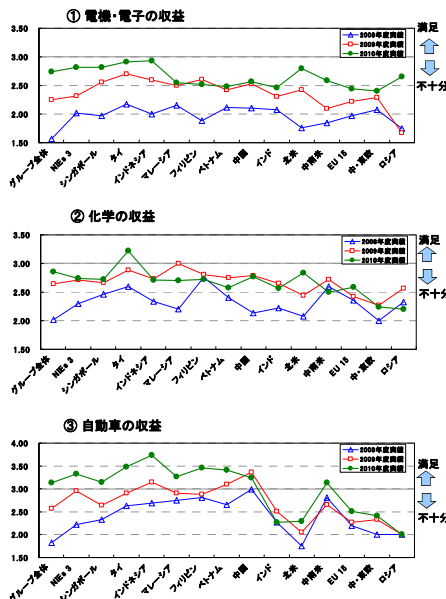 ① 電機・電子の収益
満足
不十分
3.50
3.00
2.50
2.00
1.50
2008年度実績
2009年度実績
2010年度実績
グループ全体
NIEs 3
シンガポール
タイ
インドネシア
マレーシア
フィリピン
ベトナム
中国
インド
北米
中南米
EU 15
中・東欧
ロシア
② 化学の収益
満足
不十分
3.50
3.00
2.50
2.00
1.50
2008年度実績
2009年度実績
2010年度実績
グループ全体
NIEs 3
シンガポール
タイ
インドネシア
マレーシア
フィリピン
ベトナム
中国
インド
北米
中南米
EU 15
中・東欧
ロシア
③ 自動車の収益
満足
不十分
4.00
3.50
3.00
2.50
2.00
1.50
2008年度実績
2009年度実績
2010年度実績
グループ全体
NIEs 3
シンガポール
タイ
インドネシア
マレーシア
フィリピン
ベトナム
中国
インド
北米
中南米
EU 15
中・東欧
ロシア